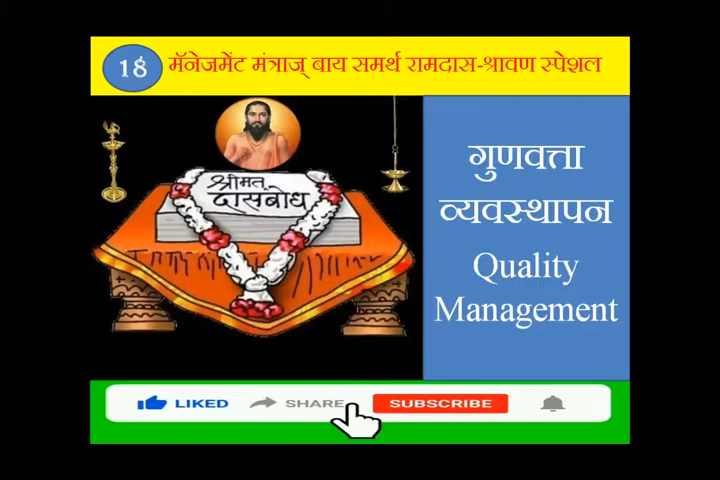 18
मॅनेजमेंट मंत्राज् बाय समर्थ रामदास-श्रावण स्पेशल
श्रीमत्
दासबोध
गुणवत्ता
व्यवस्थापन
Quality
Management
LIKED SHARE SUBSCRIBE